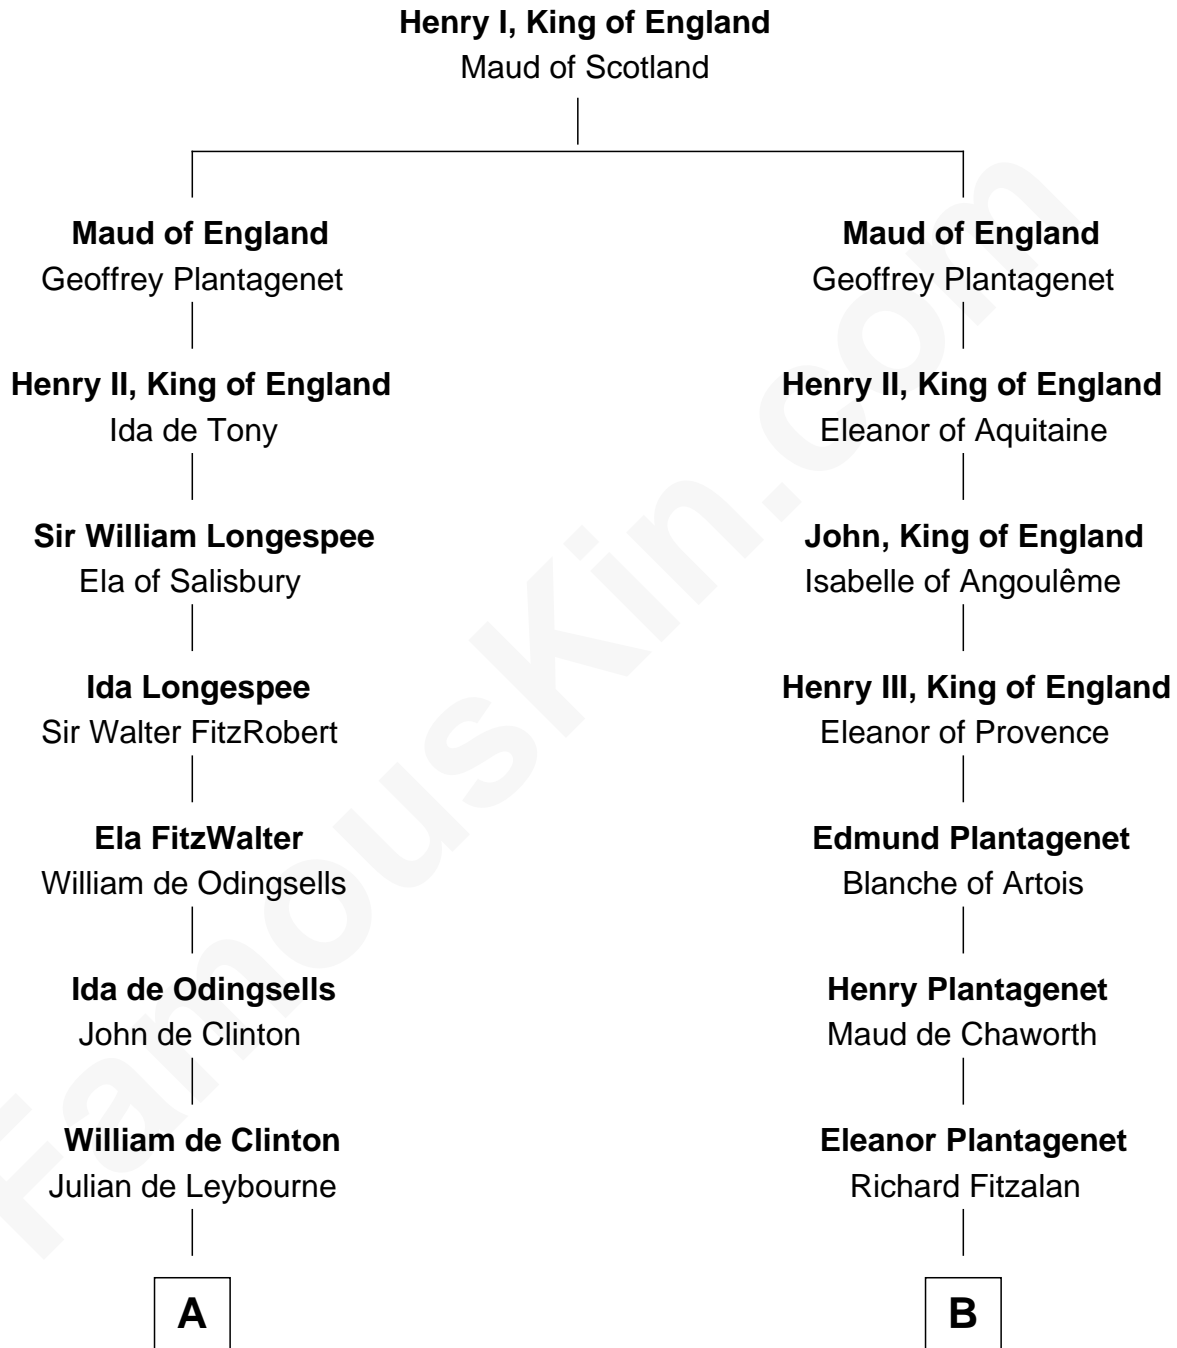 Henry I, King of England
Maud of Scotland
Maud of England
Geoffrey Plantagenet
Henry II, King of England
Ida de Tony
Sir William Longespee
Ela of Salisbury
Ida Longespee
Sir Walter FitzRobert
Ela FitzWalter
William de Odingsells
Ida de Odingsells
John de Clinton
William de Clinton
Julian de Leybourne
A
Maud of England
Geoffrey Plantagenet
Henry II, King of England
Eleanor of Aquitaine
John, King of England
Isabelle of Angoulême
Henry III, King of England
Eleanor of Provence
Edmund Plantagenet
Blanche of Artois
Henry Plantagenet
Maud de Chaworth
Eleanor Plantagenet
Richard Fitzalan
B
FamousKin.com